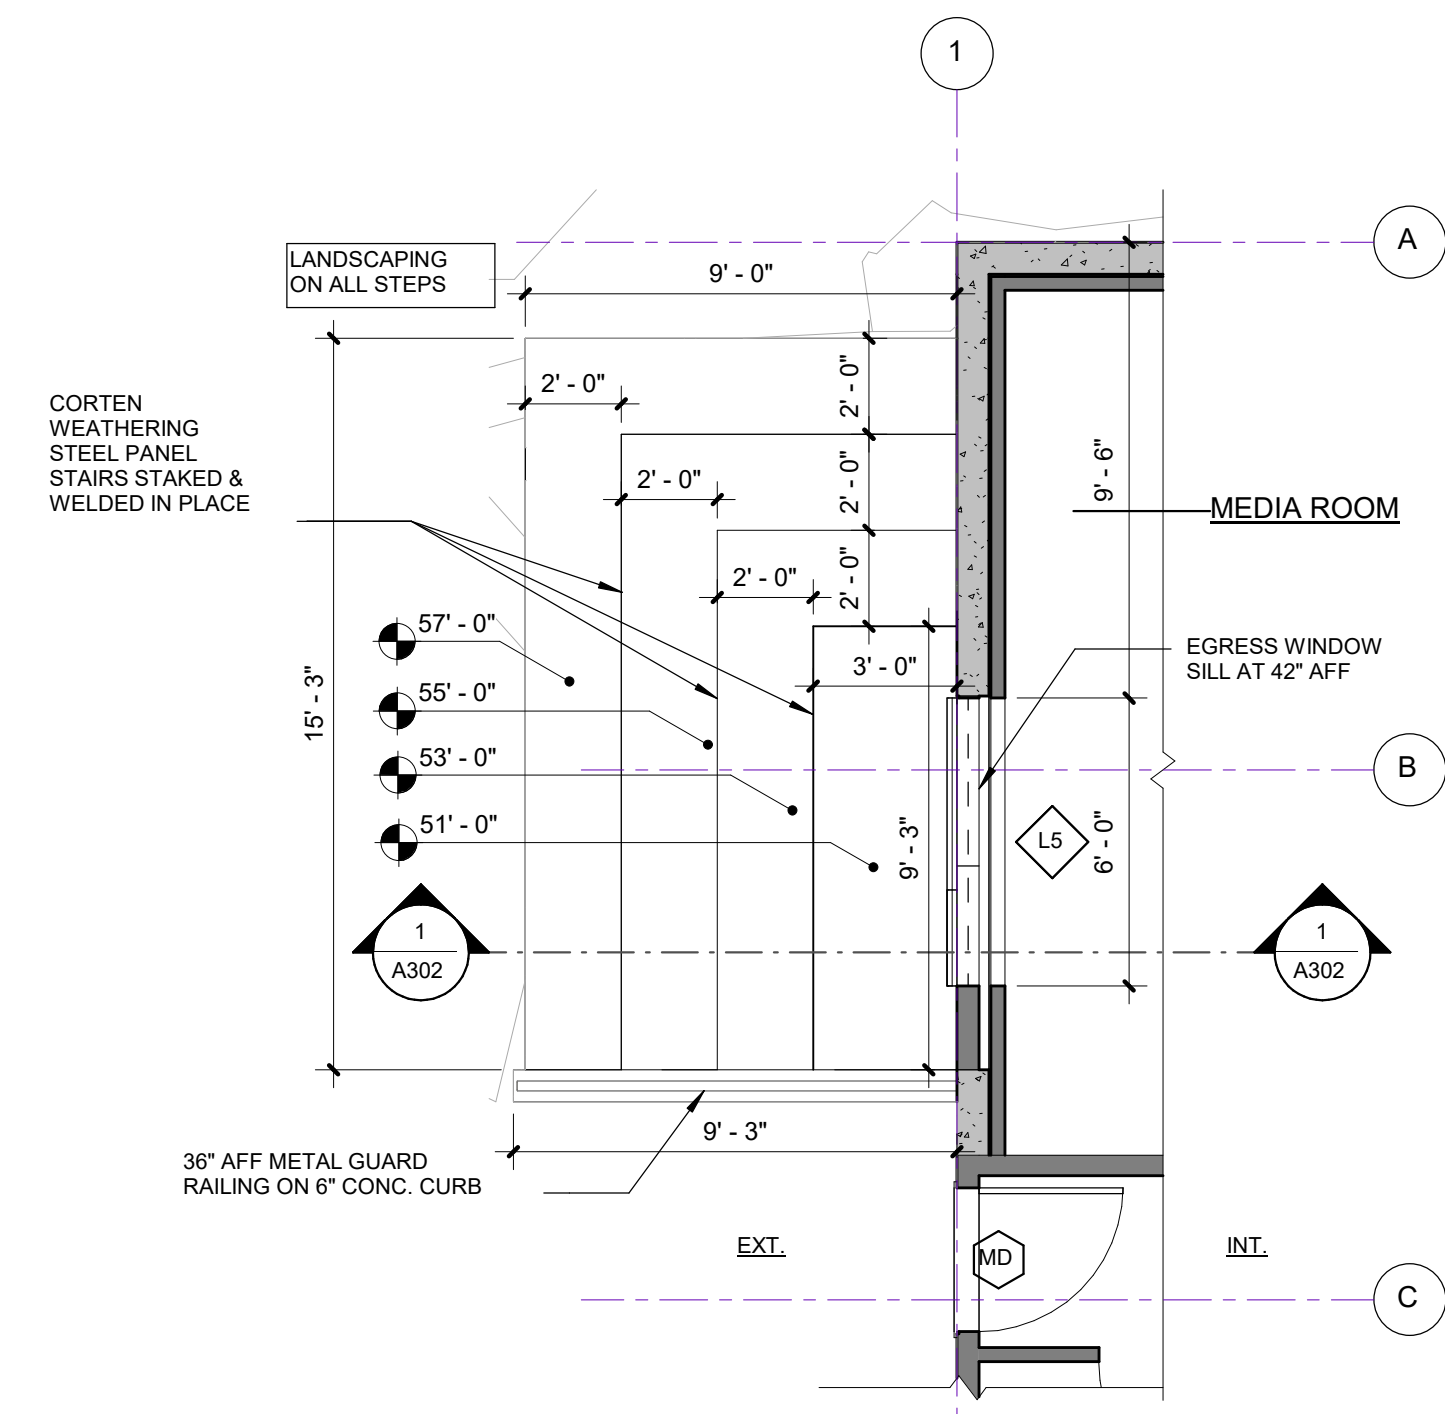 1
A
LANDSCAPING
ON ALL STEPS
9' - 0"
2' - 0"
2' - 0"
CORTEN
WEATHERING
STEEL PANEL
STAIRS STAKED &
WELDED IN PLACE
9' - 6"
2' - 0"
2' - 0"
MEDIA ROOM
2' - 0"
2' - 0"
57' - 0"
EGRESS WINDOW
SILL AT 42" AFF
3' - 0"
55' - 0"
15' - 3"
53' - 0"
B
51' - 0"
9' - 3"
L5
6' - 0"
1
A302
1
A302
9' - 3"
36" AFF METAL GUARD
RAILING ON 6" CONC. CURB
EXT.
MD
INT.
C